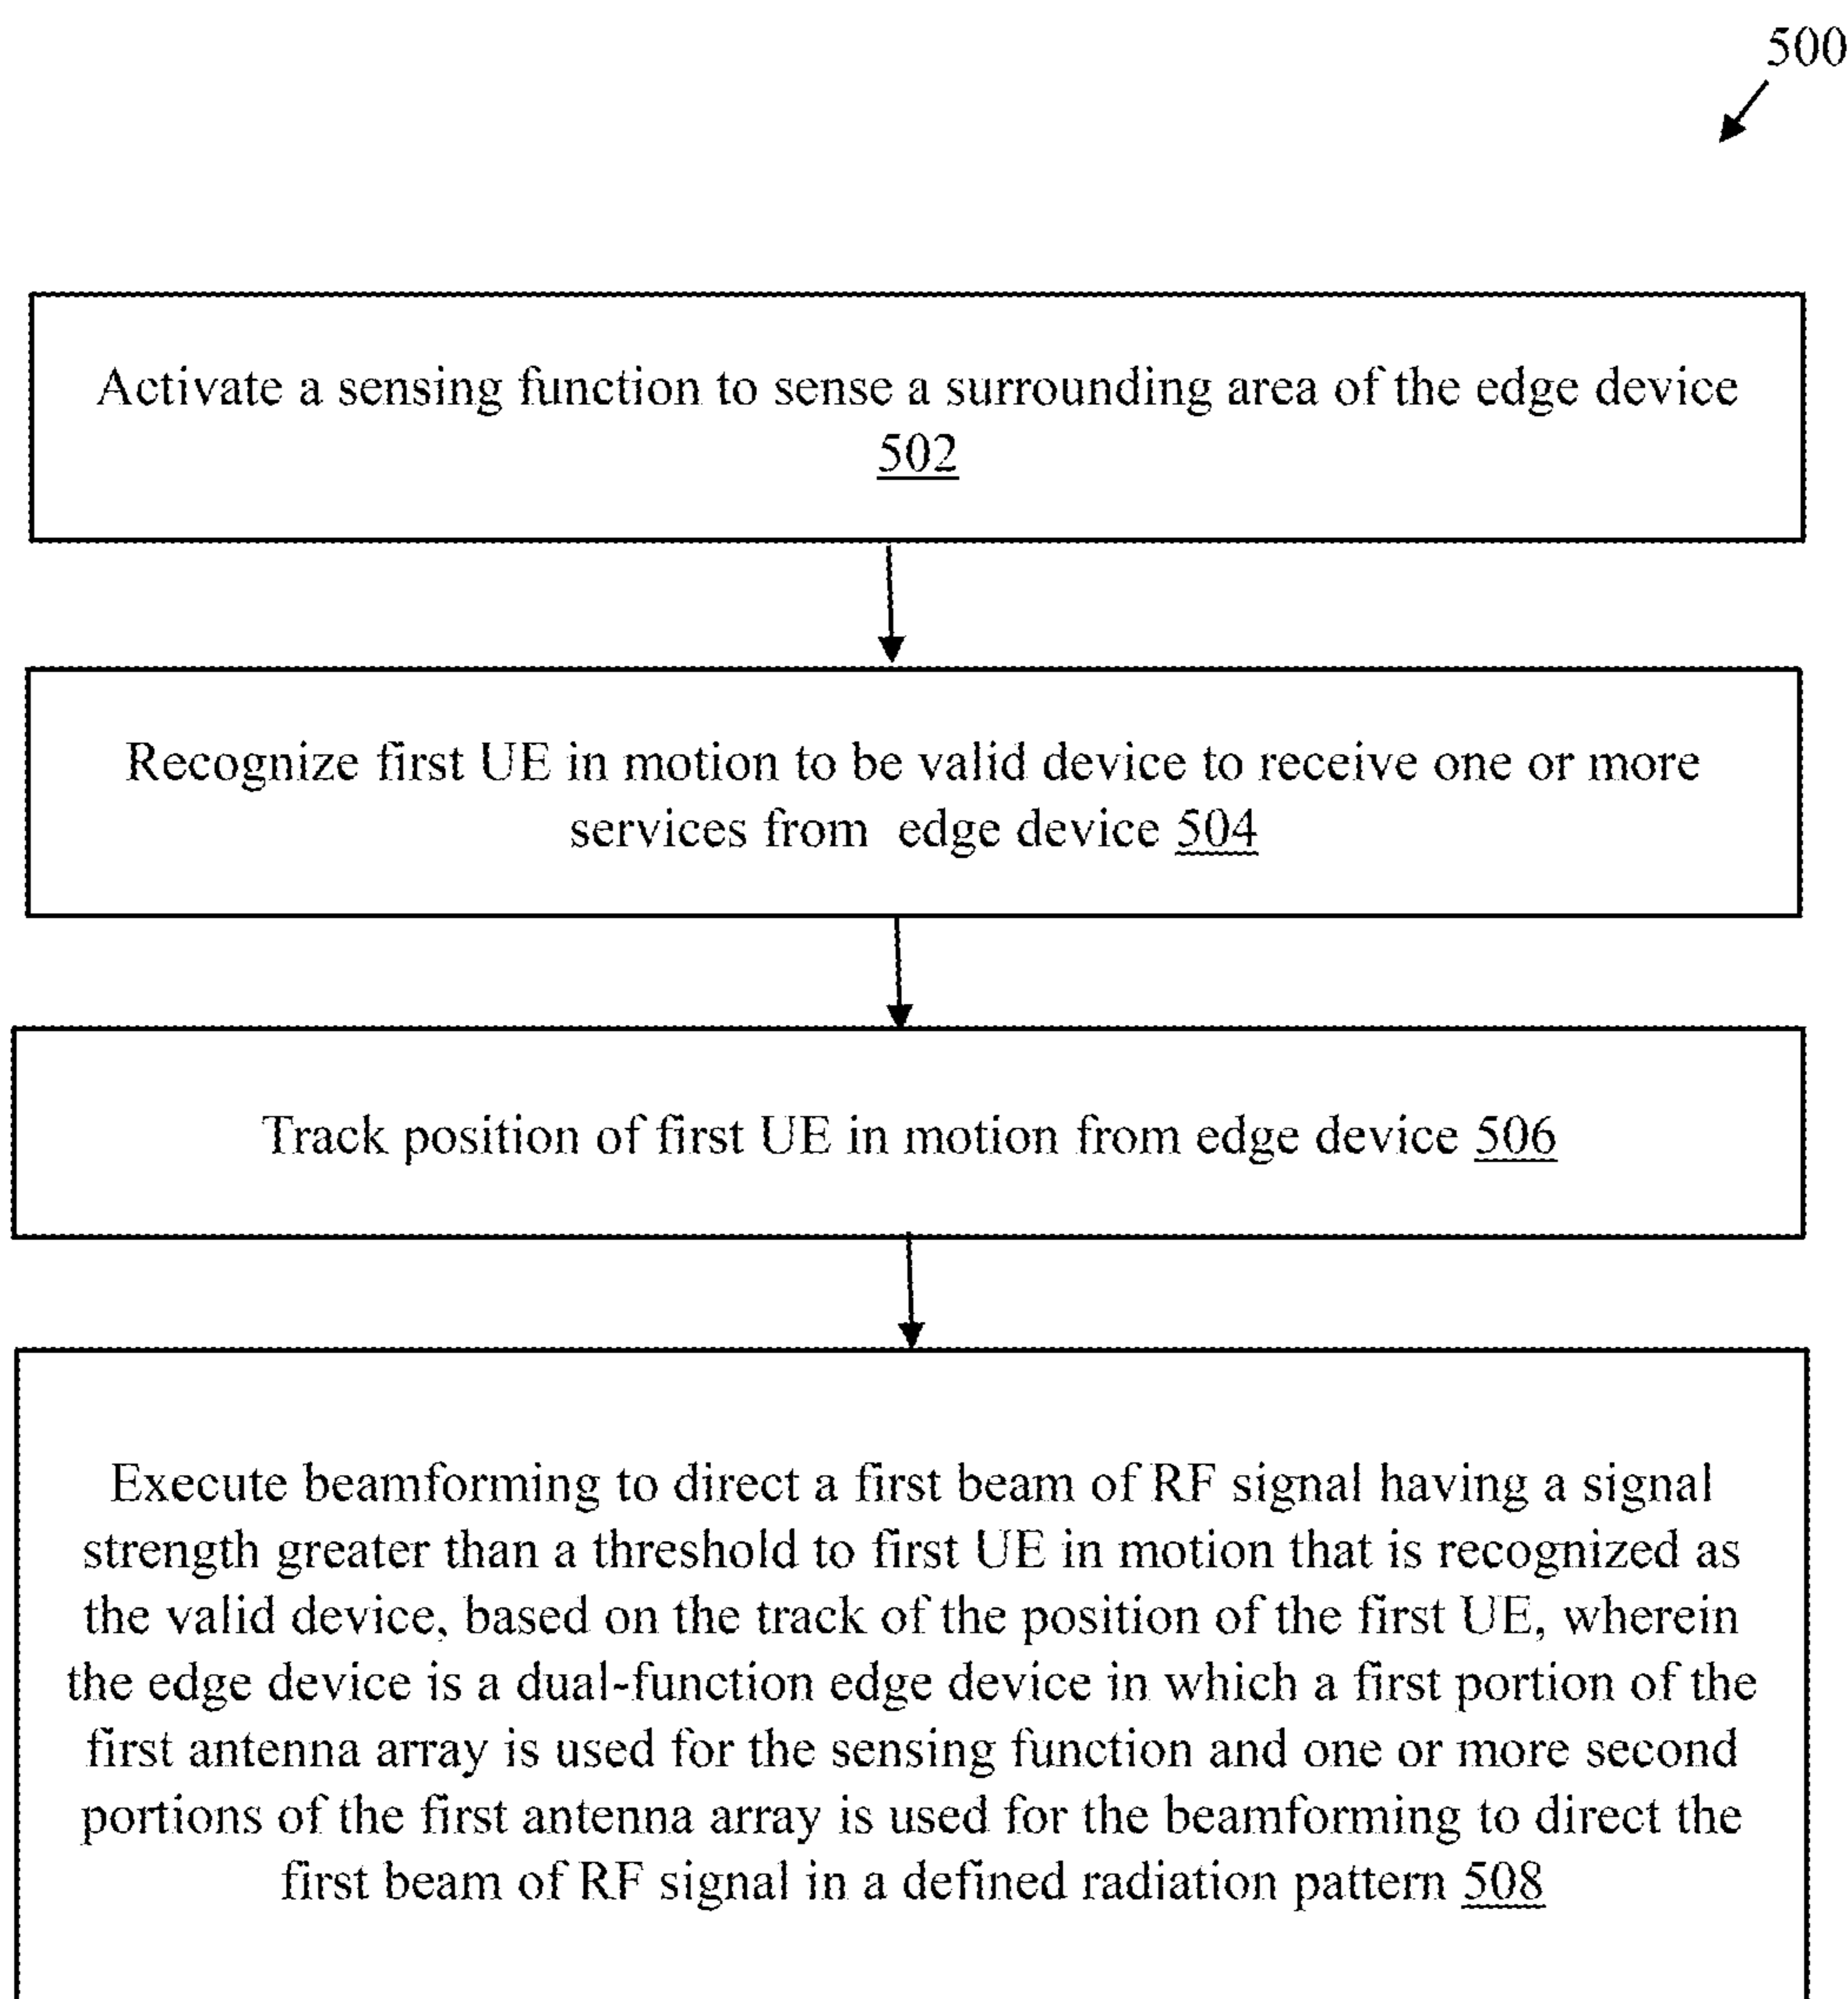 500
Activate a sensing function to sense a surrounding area of the edge device
502
Recognize first UE in motion to be valid device to receive one or more
services from edge device 504
Track position of first UE in motion from edge device 506
Execute beamforming to direct a first beam of RF signal having a signal
strength greater than a threshold to first UE in motion that is recognized as
the valid device, based on the track of the position of the first UE, wherein
the edge device is a dual-function edge device in which a first portion of the
first antenna array is used for the sensing function and one or more second
portions of the first antenna array is used for the beamforming to direct the
first beam of RF signal in a defined radiation pattern 508